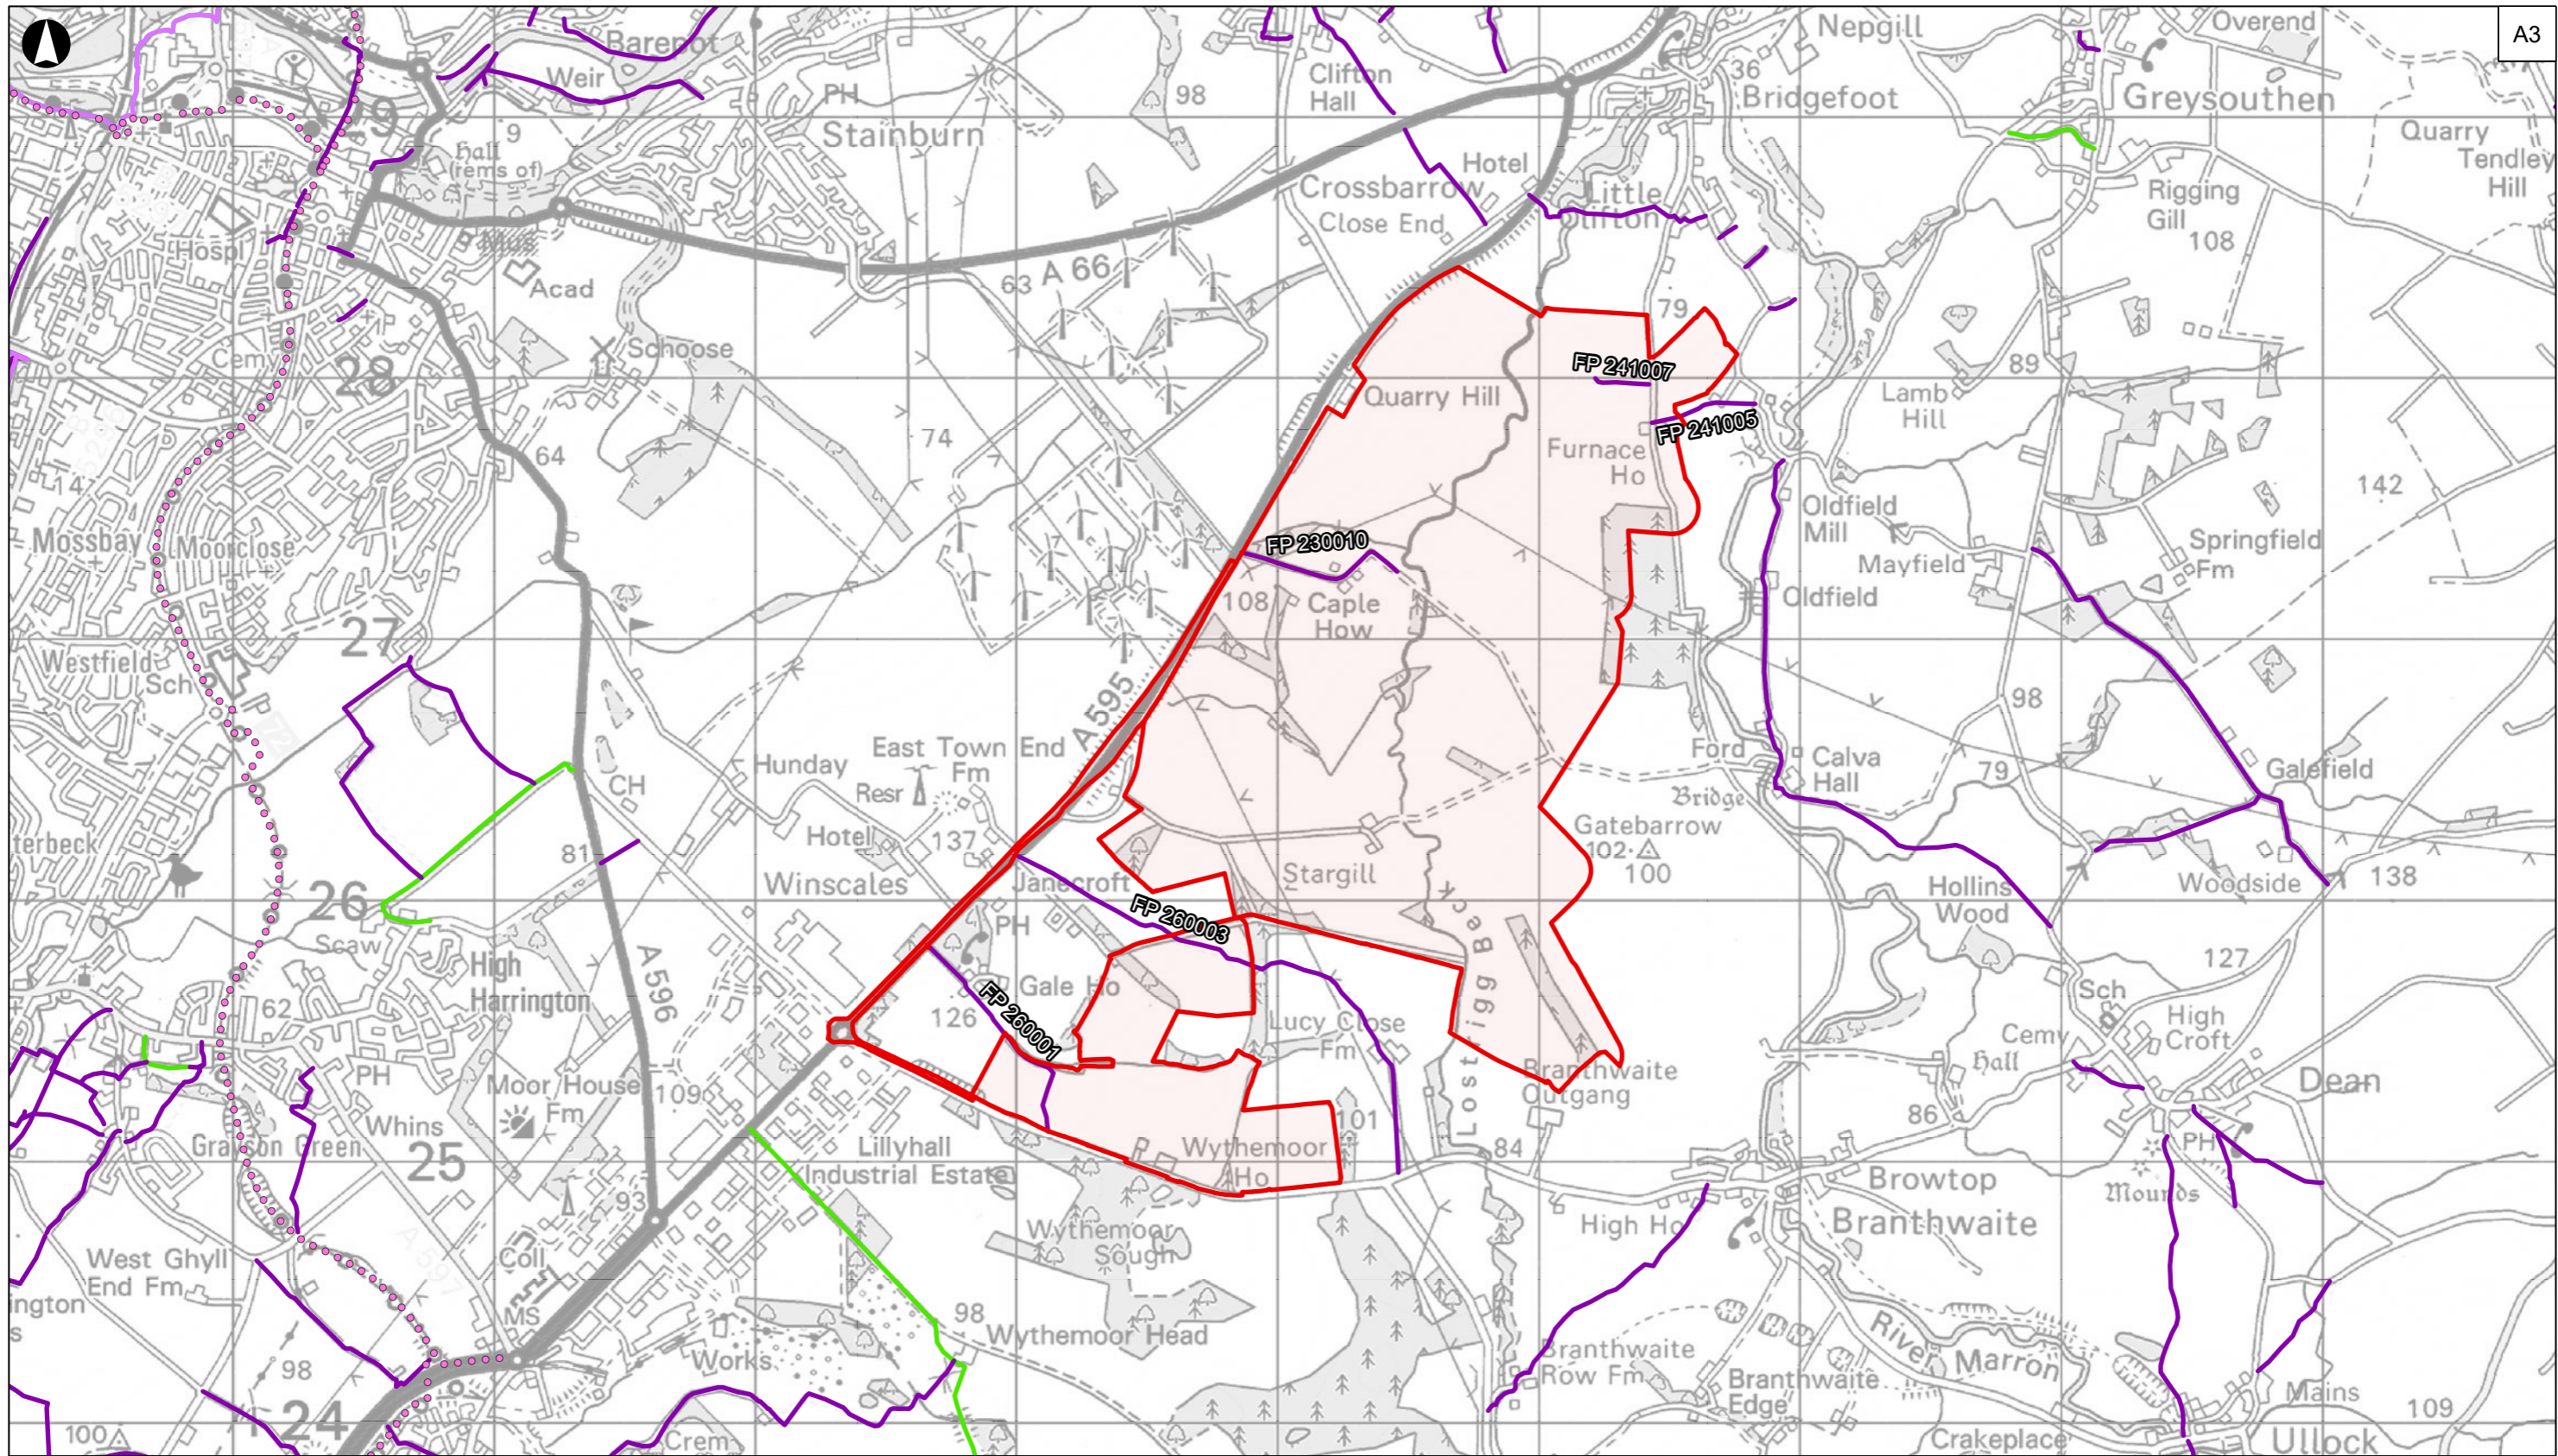 A3
Barepot
Nepgill
Overend
Weir
Clifton
Hall
98
36
Bridgefoot
PH
Stainburn
Greysouthen
Quarry
Tendley
Hill
29
9
Hall
(rems of)
Hotel
Crossbarrow
Close End
Little
Clifton
Rigging
Gill
108
Hospl
Mus
Acad
63
A 66
79
Cemy
28
Schoose
FP 241007
Quarry Hill
89
Lamb
Hill
74
64
FP 241005
Furnace
Ho
142
14
Mossbay
Moorclose
Oldfield
Mill
FP 230010
Springfield
Fm
Mayfield
Oldfield
108
Caple
How
27
Westfield
Sch
A 595
98
Hunday
East Town End
Fm
Resr
Ford
Calva
Hall
79
Galefield
CH
Bridge
Hotel
137
Gatebarrow
102
100
terbeck
81
Winscales
Janecroft
Stargill
Hollins
Wood
Woodside
138
26
FP 260003
Scaw
PH
High
Harrington
A 596
Gale Ho
126
FP 260001
Lucy Close
Fm
Lostrigg Beck
127
Sch
High
Croft
Cemy
Hall
62
PH
Moor House
Fm
109
Branthwaite
Outgang
Dean
Whins
101
86
Grayson Green
25
Lillyhall
Industrial Estate
Wythemoor
Ho
84
PH
Browtop
Mounds
93
High Ho
Branthwaite
Wythemoor
Sough
West Ghyll
End Fm
A 597
Coll
ington
s
MS
98
Wythemoor Head
Works
98
Branthwaite
Row Fm
River Marron
Branthwaite
Edge
Mains
24
100
Crem
109
Crakeplace
Ullock